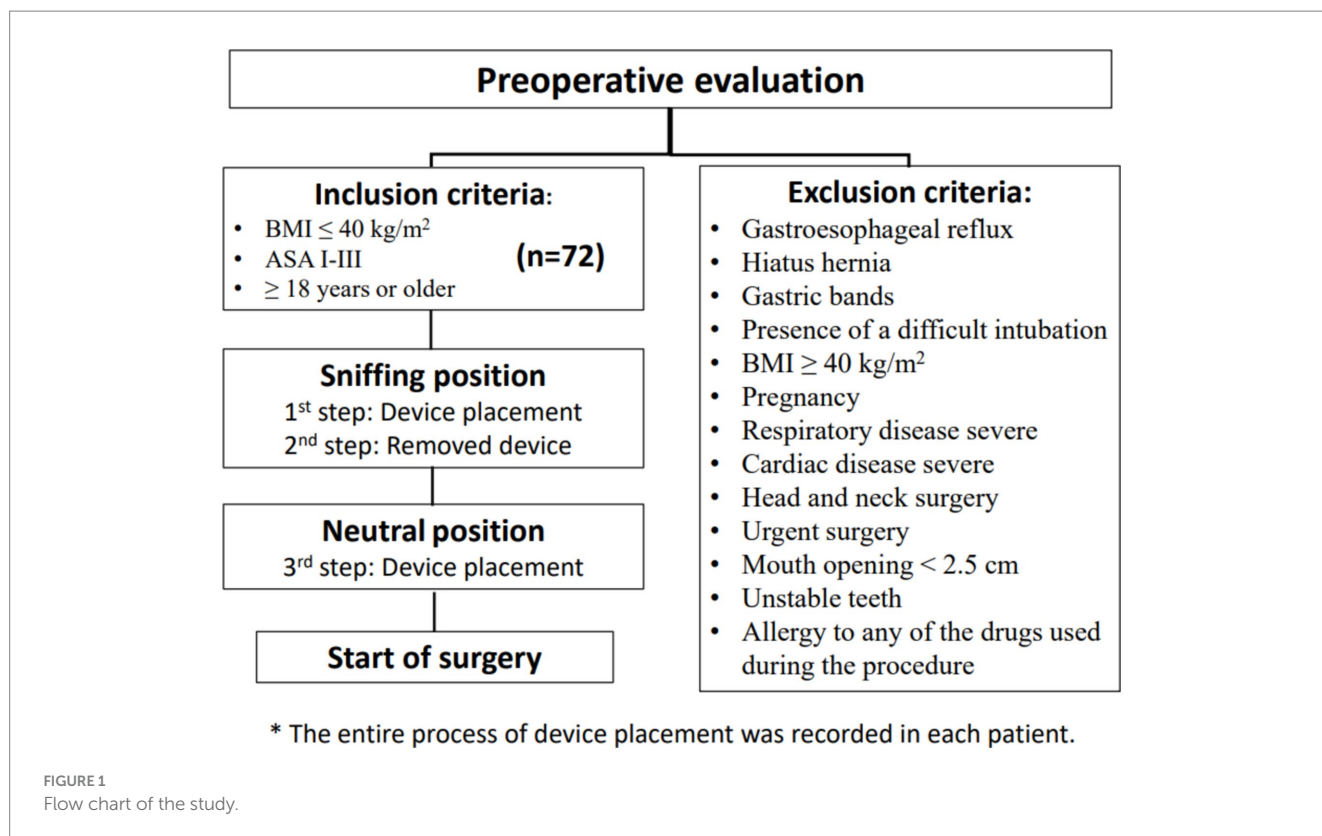 Preoperative evaluation
Inclusion criteria:
• BMI ≤ 40 kg/m²
• ASA I-III
• ≥ 18 years or older
(n=72)
Sniffing position
1st step: Device placement
2nd step: Removed device
Neutral position
3rd step: Device placement
Start of surgery
Exclusion criteria:
• Gastroesophageal reflux
• Hiatus hernia
• Gastric bands
• Presence of a difficult intubation
• BMI ≥ 40 kg/m²
• Pregnancy
• Respiratory disease severe
• Cardiac disease severe
• Head and neck surgery
• Urgent surgery
• Mouth opening < 2.5 cm
• Unstable teeth
• Allergy to any of the drugs used
during the procedure
* The entire process of device placement was recorded in each patient.
FIGURE 1
Flow chart of the study.